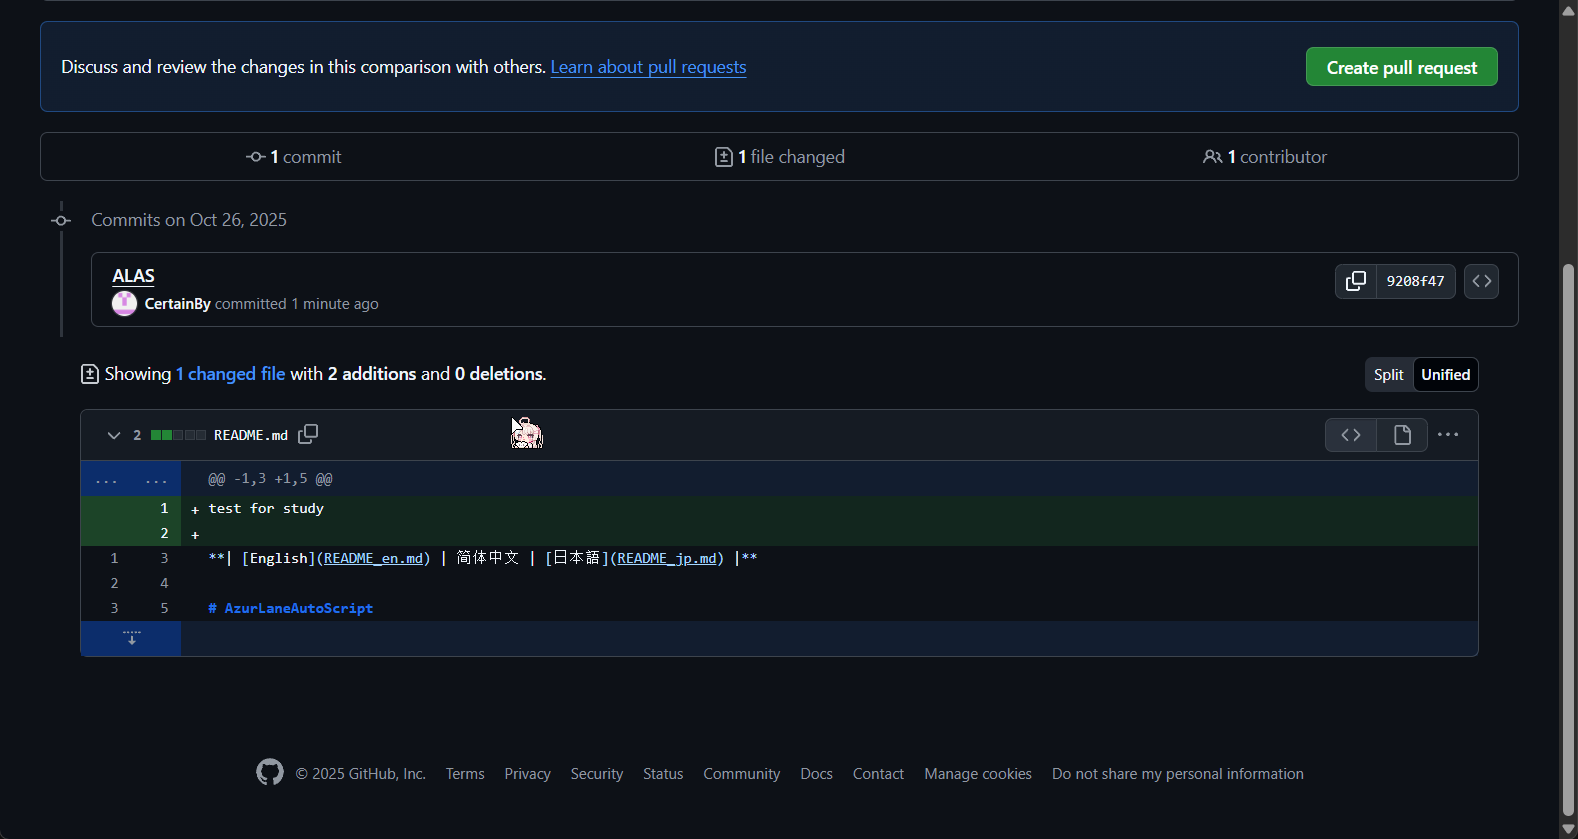 Discuss and review the changes in this comparison with others. Learn about pull requests
Create pull request
1 commit
1 file changed
1 contributor
Commits on Oct 26, 2025
ALAS
CertainBy committed 1 minute ago
9208f47
Showing 1 changed file with 2 additions and 0 deletions.
Split
Unified
2
README.md
... ... @@ -1,3 +1,5 @@
1 + test for study
2 +
1 3 **| [English](README_en.md) | 简体中文 | [日本語](README_jp.md) |**
2 4
3 5 # AzurLaneAutoScript
© 2025 GitHub, Inc. Terms Privacy Security Status Community Docs Contact Manage cookies Do not share my personal information